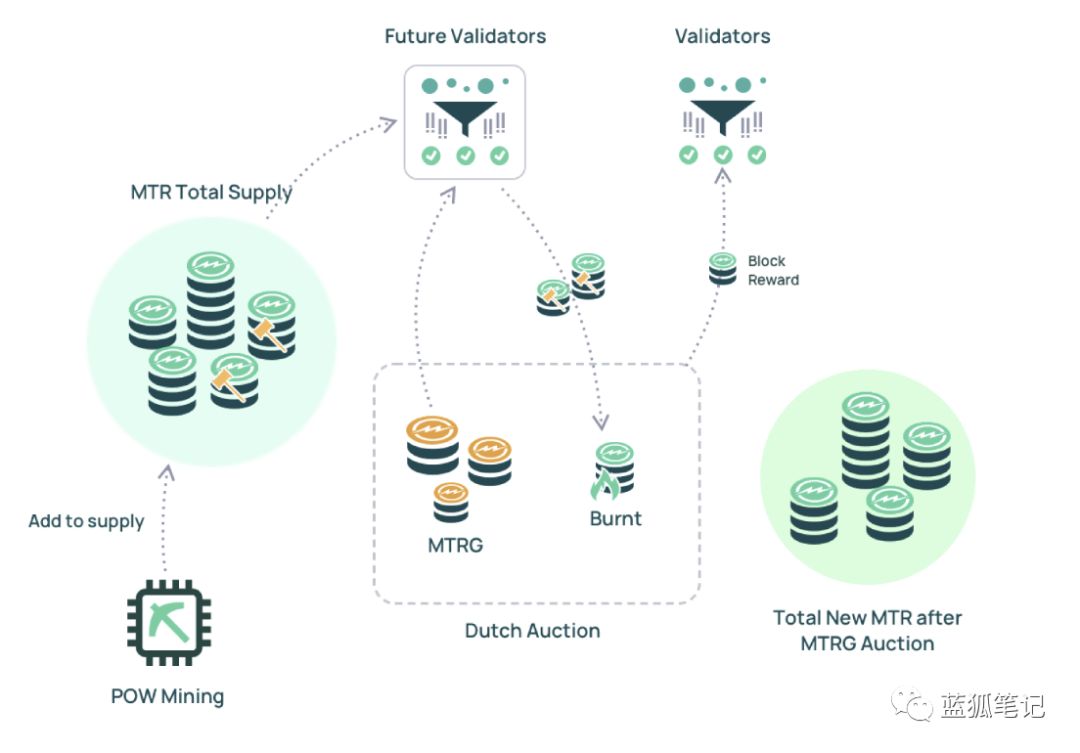 Future Validators
Validators
MTR Total Supply
Block
Reward
Add to supply
MTRG
Burnt
Dutch Auction
Total New MTR after
MTRG Auction
POW Mining
蓝狐笔记